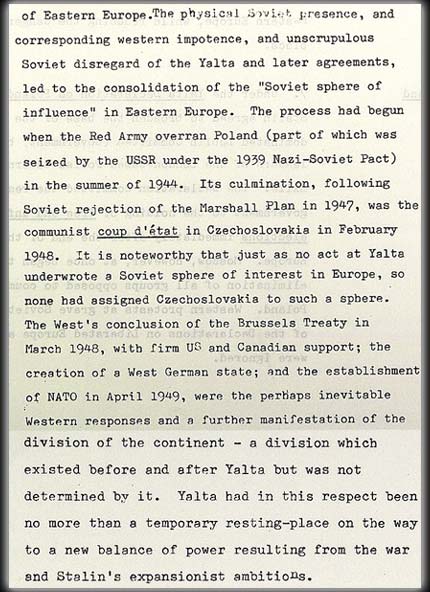 of Eastern Europe.The physical Soviet presence, and
corresponding western impotence, and unscrupulous
Soviet disregard of the Yalta and later agreements,
led to the consolidation of the "Soviet sphere of
influence" in Eastern Europe. The process had begun
when the Red Army overran Poland (part of which was
seized by the USSR under the 1939 Nazi-Soviet Pact)
in the summer of 1944. Its culmination, following
Soviet rejection of the Marshall Plan in 1947, was the
communist coup d'état in Czechoslovakia in February
1948. It is noteworthy that just as no act at Yalta
underwrote a Soviet sphere of interest in Europe, so
none had assigned Czechoslovakia to such a sphere.
The West's conclusion of the Brussels Treaty in
March 1948, with firm US and Canadian support; the
creation of a West German state; and the establishment
of NATO in April 1949, were the perhaps inevitable
Western responses and a further manifestation of the
division of the continent - a division which
existed before and after Yalta but was not
determined by it. Yalta had in this respect been
no more than a temporary resting-place on the way
to a new balance of power resulting from the war
and Stalin's expansionist ambitions.